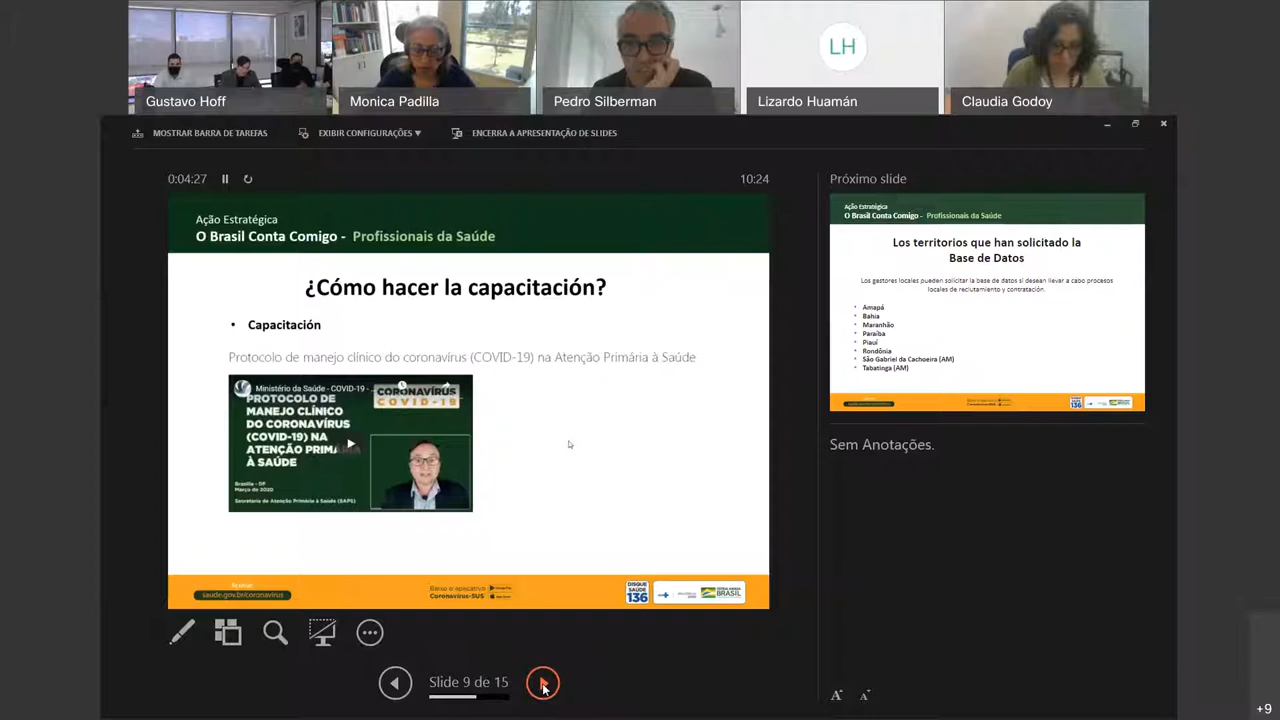 Gustavo Hoff
Monica Padilla
Pedro Silberman
LH
Lizardo Huamán
Claudia Godoy
MOSTRAR BARRA DE TAREFAS
EXIBIR CONFIGURAÇÕES ▼
ENCERRA A APRESENTAÇÃO DE SLIDES
0:04:27
10:24
Ação Estratégica
O Brasil Conta Comigo - Profissionais da Saúde
¿Cómo hacer la capacitación?
• Capacitación
Protocolo de manejo clínico do coronavírus (COVID-19) na Atenção Primária à Saúde
Ministério da Saúde - COVID-19 -
CORONAVÍRUS
COVID-19
PROTOCOLO DE
MANEJO CLÍNICO
DO CORONAVÍRUS
(COVID-19) NA
ATENÇÃO PRIMÁRIA
À SAÚDE
Brasília - DF
Março de 2020
Secretaria de Atenção Primária à Saúde (SAPS)
saude.gov.br/coronavirus
Baixe o aplicativo
Coronavírus-SUS
DISQUE
SAÚDE
136
PÁTRIA AMADA
BRASIL
Slide 9 de 15
Próximo slide
Ação Estratégica
O Brasil Conta Comigo - Profissionais da Saúde
Los territorios que han solicitado la
Base de Datos
Los gestores locales pueden solicitar la base de datos si desean llevar a cabo procesos
locales de reclutamiento y contratación.
• Amapá
• Bahia
• Maranhão
• Paraíba
• Piauí
• Rondônia
• São Gabriel da Cachoeira (AM)
• Tabatinga (AM)
136
BRASIL
Sem Anotações.
A A
+9